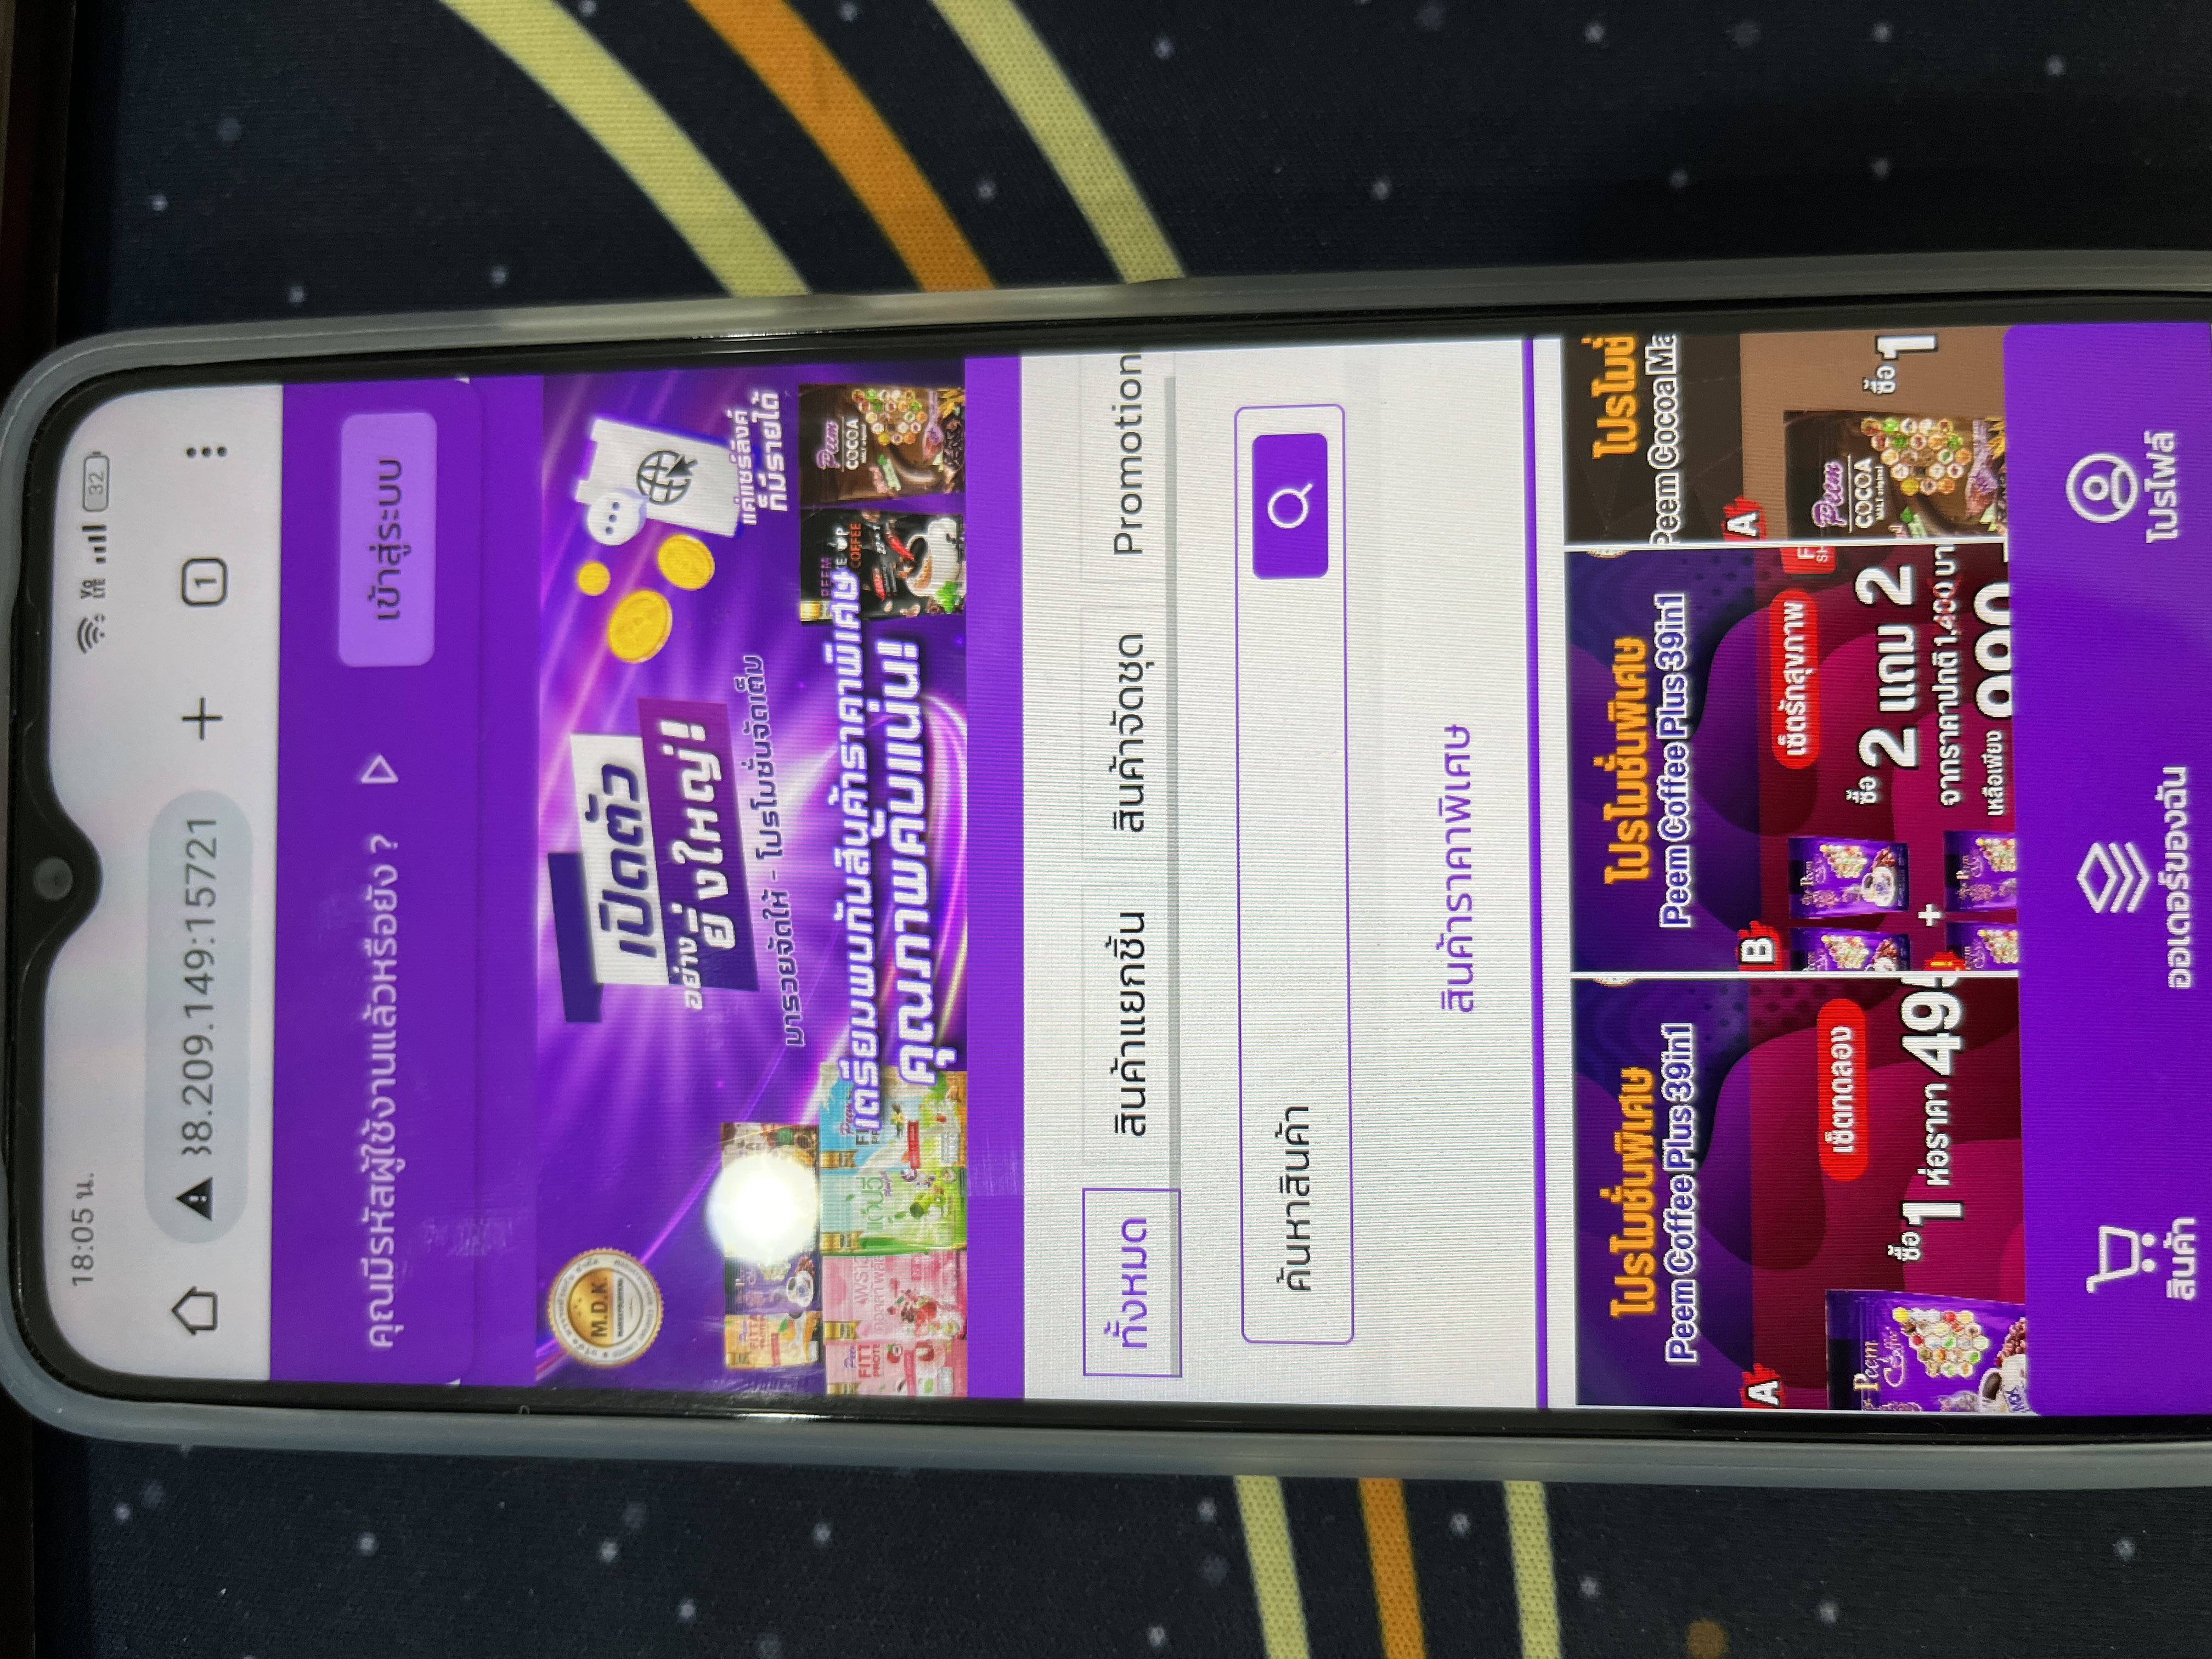 18:05 น.
Vo
LTE
32
38.209.149:15721
1
คุณมีรหัสผู้ใช้งานแล้วหรือยัง ?
เข้าสู่ระบบ
M.D.K.
เปิดตัว
อย่าง
ยิ่งใหญ่!
มารวยจัดให้ - โปรโมชั่นจัดเต็ม
แค่แชร์ลิงค์
ก็มีรายได้
เตรียมพบกับสินค้าราคาพิเศษ
คุณภาพคับแน่น!
COFFEE
Peem
COCOA
ทั้งหมด
สินค้าแยกชิ้น
สินค้าจัดชุด
Promotion
ค้นหาสินค้า
สินค้าราคาพิเศษ
โปรโมชั่นพิเศษ
Peem Coffee Plus 39in1
A
เซ็ตทดลอง
Peem
Coffee
ซื้อ 1 ห่อราคา 495
โปรโมชั่นพิเศษ
Peem Coffee Plus 39in1
B
เซ็ตรักสุขภาพ
ซื้อ 2 แถม 2
+
จากราคาปกติ 1,480 บา
เหลือเพียง 990
โปรโมชั่
Peem Cocoa Ma
A
Peem
COCOA
MALT original
ซื้อ 1
สินค้า
ออเดอร์ของฉัน
โปรไฟล์